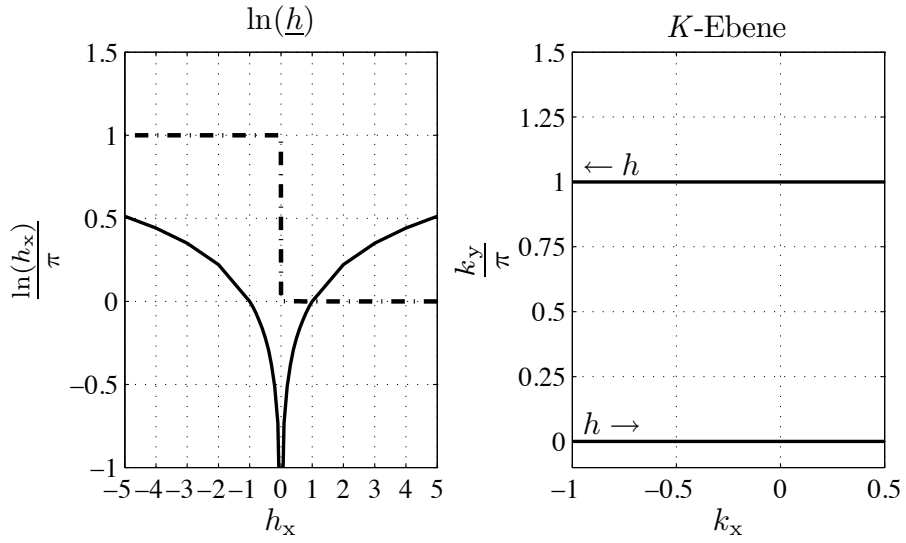 ln(h)
1.5
1
0.5
0
−0.5
−1
−5 −4 −3 −2 −1 0 1 2 3 4 5
ln(hx)
π
hx
K-Ebene
1.5
1.25
1
0.75
0.5
0.25
0
← h
h →
−1 −0.5 0 0.5
ky
π
kx